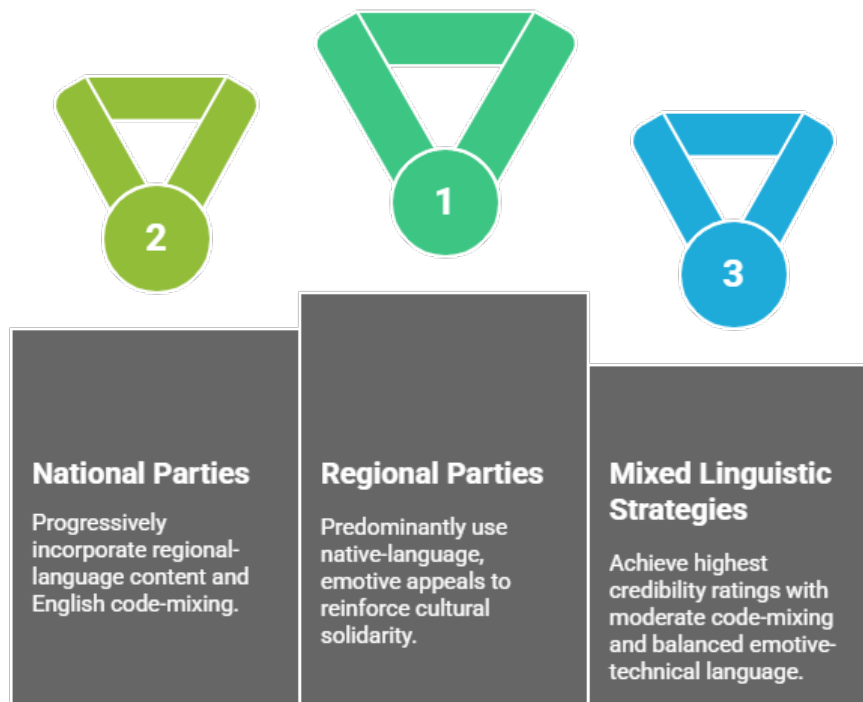 2
National Parties
Progressively
incorporate regional-
language content and
English code-mixing.
1
Regional Parties
Predominantly use
native-language,
emotive appeals to
reinforce cultural
solidarity.
3
Mixed Linguistic
Strategies
Achieve highest
credibility ratings with
moderate code-mixing
and balanced emotive-
technical language.